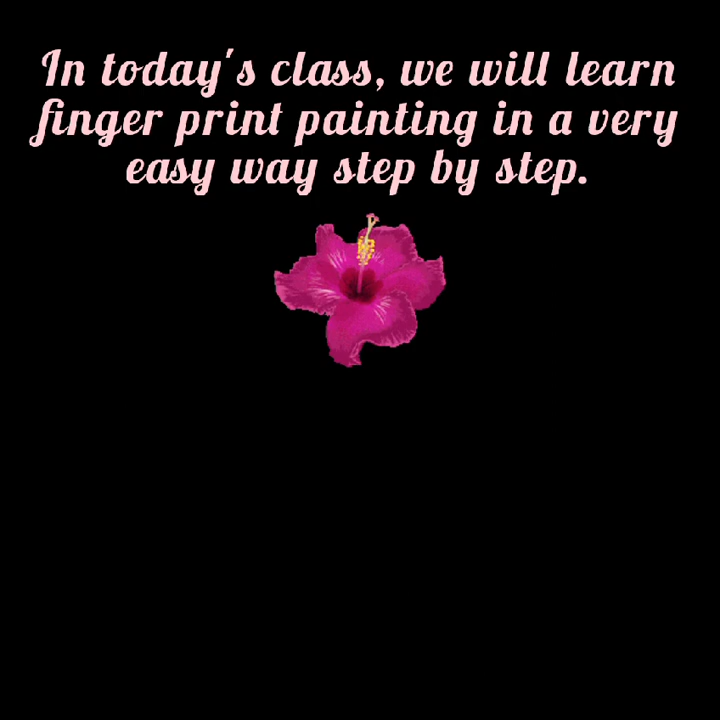 In today's class, we will learn
finger print painting in a very
easy way step by step.